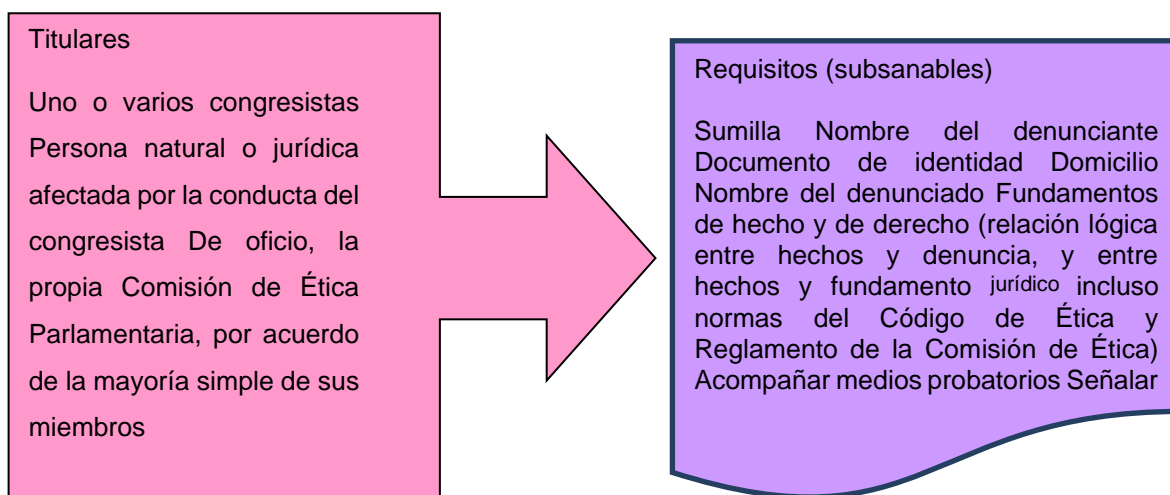 Titulares
Uno o varios congresistas
Persona natural o jurídica
afectada por la conducta del
congresista De oficio, la
propia Comisión de Ética
Parlamentaria, por acuerdo
de la mayoría simple de sus
miembros
Requisitos (subsanables)
Sumilla Nombre del denunciante
Documento de identidad Domicilio
Nombre del denunciado Fundamentos
de hecho y de derecho (relación lógica
entre hechos y denuncia, y entre
hechos y fundamento jurídico incluso
normas del Código de Ética y
Reglamento de la Comisión de Ética)
Acompañar medios probatorios Señalar